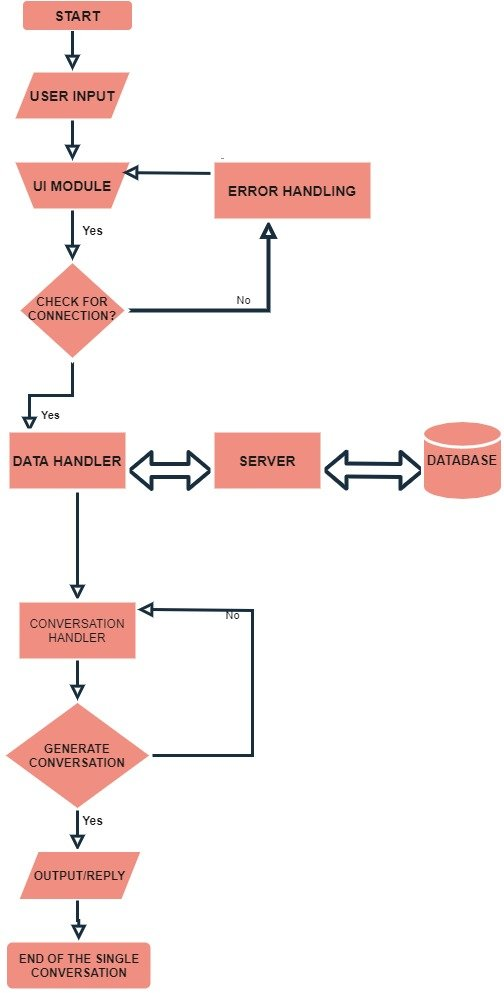 START
USER INPUT
UI MODULE
ERROR HANDLING
Yes
CHECK FOR
CONNECTION?
No
Yes
DATA HANDLER
SERVER
DATABASE
CONVERSATION
HANDLER
No
GENERATE
CONVERSATION
Yes
OUTPUT/REPLY
END OF THE SINGLE
CONVERSATION